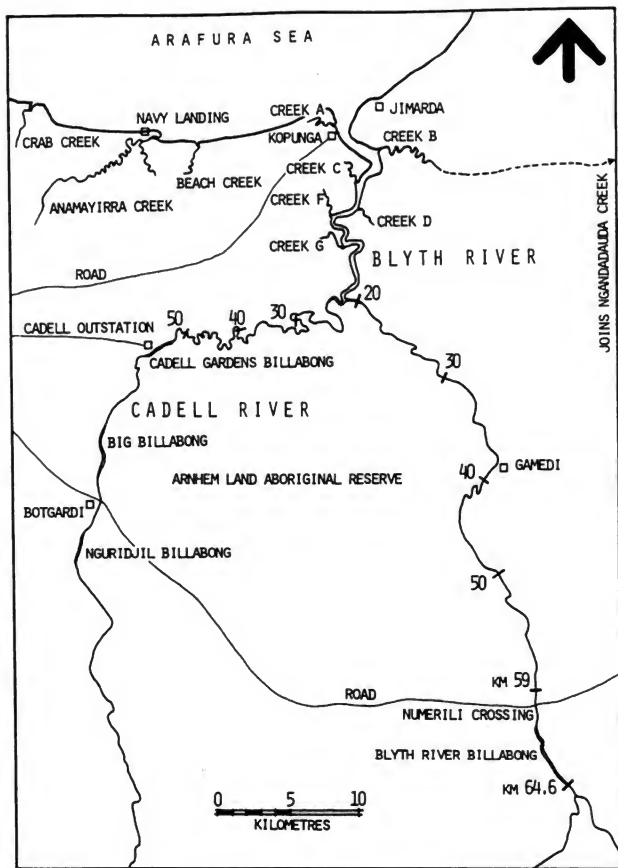 ARAFURA SEA
NAVY LANDING
CREEK A
KOPUNGA
JIMARDA
CREEK B
CRAB CREEK
BEACH CREEK
CREEK C
ANAMAYIRRA CREEK
CREEK F
CREEK D
CREEK G
BLYTH RIVER
ROAD
JOINS NGANDADAUDA CREEK
20
30
40
50
CADELL OUTSTATION
CADELL GARDENS BILLABONG
30
CADELL RIVER
BIG BILLABONG
ARNHEM LAND ABORIGINAL RESERVE
40
GAMEDI
BOTGARDI
NGURIDJIL BILLABONG
50
KM 59
ROAD
NUMERILI CROSSING
BLYTH RIVER BILLABONG
KM 64.6
0 5 10
KILOMETRES